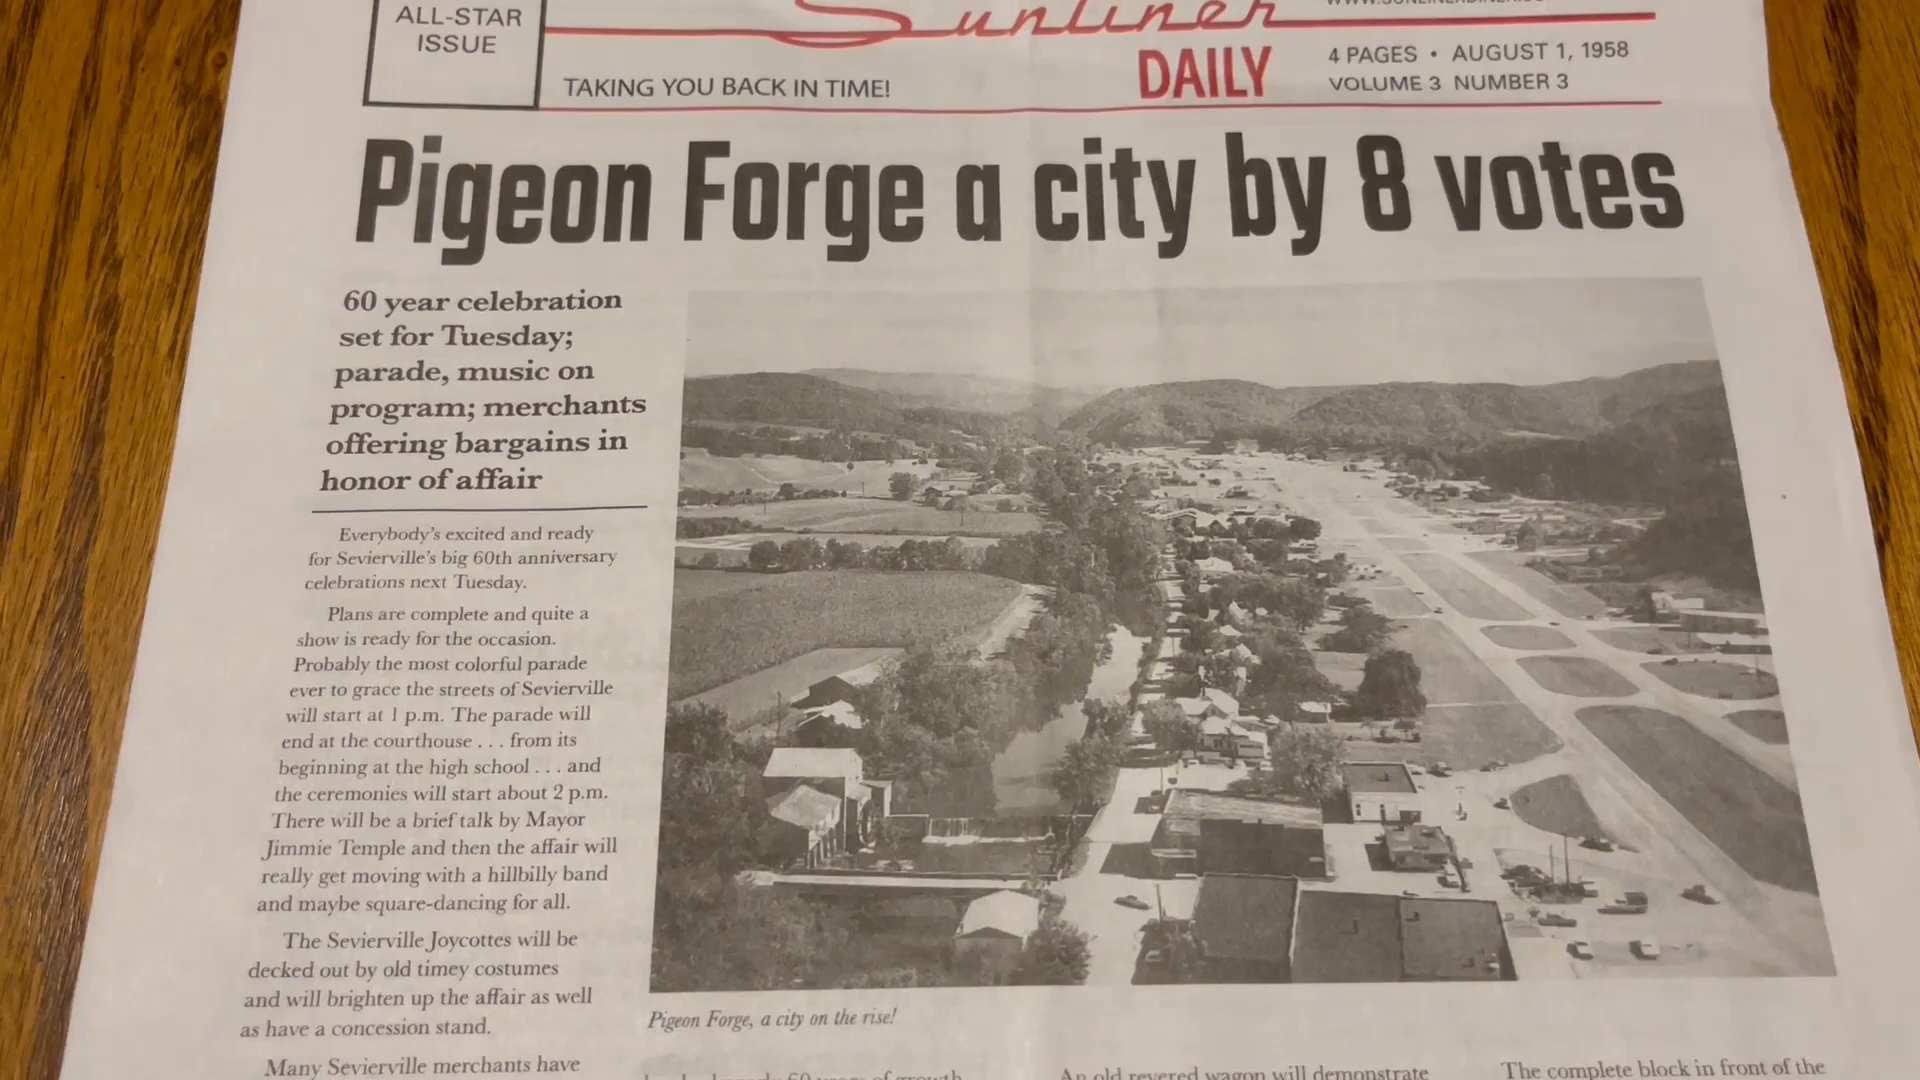 ALL-STAR
ISSUE
Sunliner
DAILY
TAKING YOU BACK IN TIME!
4 PAGES • AUGUST 1, 1958
VOLUME 3 NUMBER 3
Pigeon Forge a city by 8 votes
60 year celebration
set for Tuesday;
parade, music on
program; merchants
offering bargains in
honor of affair
Everybody's excited and ready
for Sevierville's big 60th anniversary
celebrations next Tuesday.
Plans are complete and quite a
show is ready for the occasion.
Probably the most colorful parade
ever to grace the streets of Sevierville
will start at 1 p.m. The parade will
end at the courthouse . . . from its
beginning at the high school . . . and
the ceremonies will start about 2 p.m.
There will be a brief talk by Mayor
Jimmie Temple and then the affair will
really get moving with a hillbilly band
and maybe square-dancing for all.
The Sevierville Joycottes will be
decked out by old timey costumes
and will brighten up the affair as well
as have a concession stand.
Many Sevierville merchants have
Pigeon Forge, a city on the rise!
60 years of growth
An old revered wagon will demonstrate
The complete block in front of the